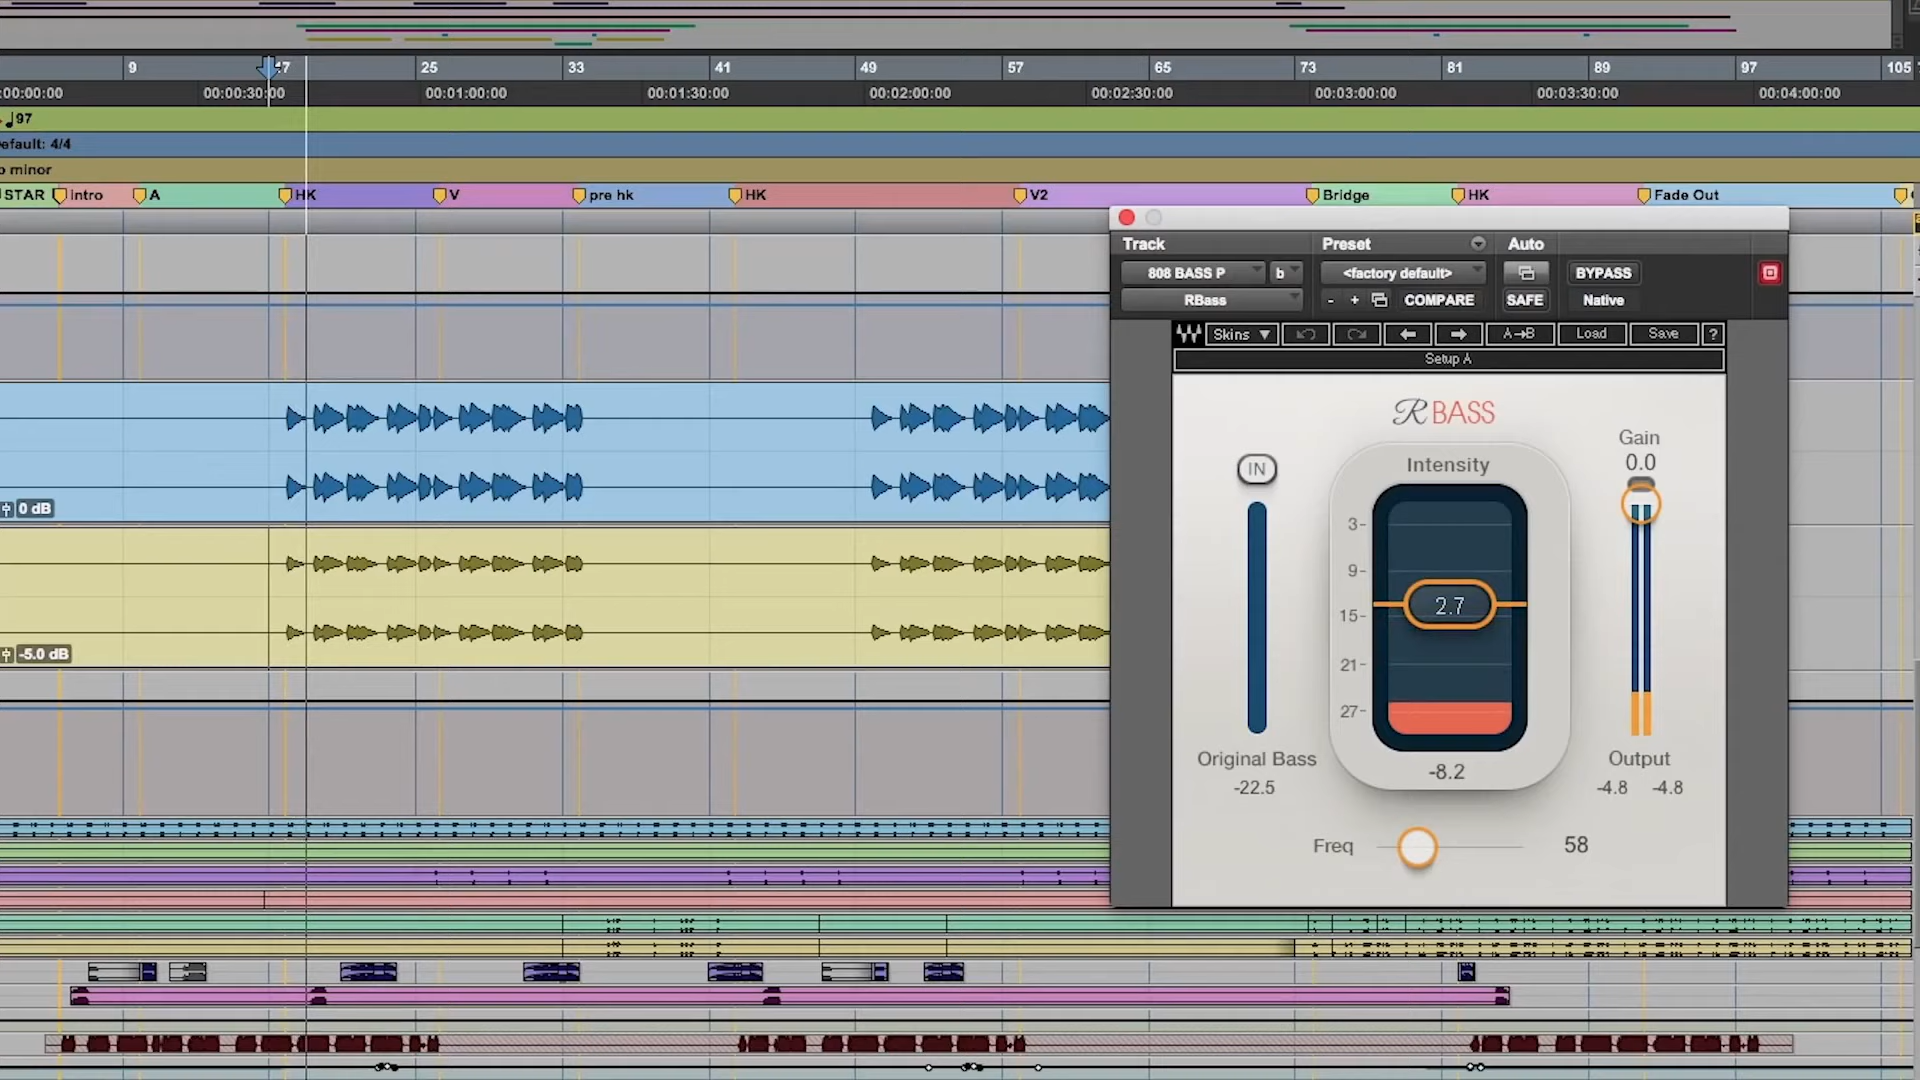 9 17 25 33 41 49 57 65 73 81 89 97 105
:00:00:00 00:00:30:00 00:01:00:00 00:01:30:00 00:02:00:00 00:02:30:00 00:03:00:00 00:03:30:00 00:04:00:00
♩97
efault: 4/4
b minor
STAR intro A HK V pre hk HK V2 Bridge HK Fade Out
Track Preset Auto
808 BASS P b <factory default> BYPASS
RBass - + COMPARE SAFE Native
Skins ▼ A→B Load Save ?
Setup A
R BASS
Gain
0.0
Intensity
IN
3-
9-
2.7
15-
21-
27-
Original Bass
-22.5
-8.2
Output
-4.8 -4.8
Freq 58
0 dB
-5.0 dB